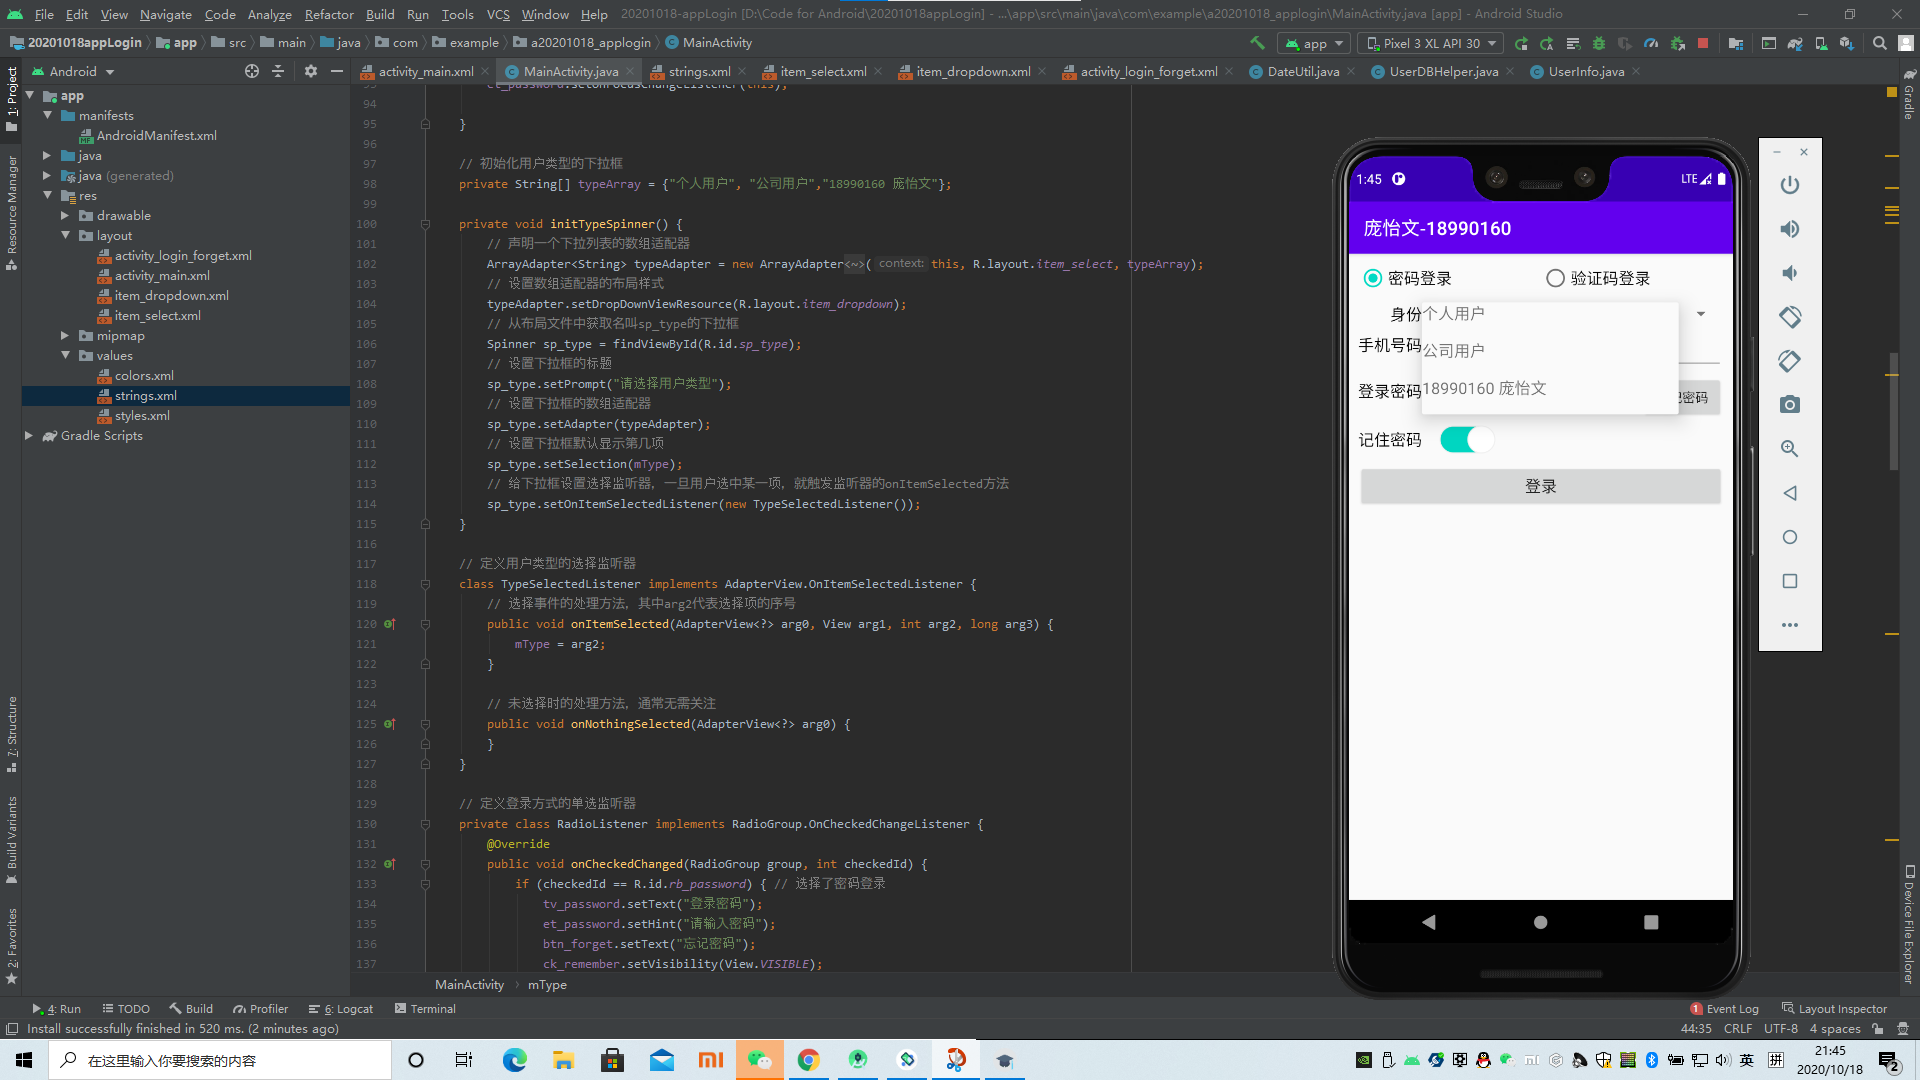 File Edit View Navigate Code Analyze Refactor Build Run Tools VCS Window Help 20201018-appLogin [D:\Code for Android\20201018appLogin] - ...\app\src\main\java\com\example\a20201018_applogin\MainActivity.java [app] - Android Studio
20201018appLogin app src main java com example a20201018_applogin MainActivity app Pixel 3 XL API 30
Android activity_main.xml MainActivity.java strings.xml item_select.xml item_dropdown.xml activity_login_forget.xml DateUtil.java UserDBHelper.java UserInfo.java
1: Project
Resource Manager
7: Structure
Build Variants
2: Favorites
Gradle
Device File Explorer
app
manifests
AndroidManifest.xml
java
java (generated)
res
drawable
layout
activity_login_forget.xml
activity_main.xml
item_dropdown.xml
item_select.xml
mipmap
values
colors.xml
strings.xml
styles.xml
Gradle Scripts
93 et_password.setOnFocusChangeListener(this);
94
95 }
96
97 // 初始化用户类型的下拉框
98 private String[] typeArray = {"个人用户", "公司用户","18990160 庞怡文"};
99
100 private void initTypeSpinner() {
101 // 声明一个下拉列表的数组适配器
102 ArrayAdapter<String> typeAdapter = new ArrayAdapter<~>( context: this, R.layout.item_select, typeArray);
103 // 设置数组适配器的布局样式
104 typeAdapter.setDropDownViewResource(R.layout.item_dropdown);
105 // 从布局文件中获取名叫sp_type的下拉框
106 Spinner sp_type = findViewById(R.id.sp_type);
107 // 设置下拉框的标题
108 sp_type.setPrompt("请选择用户类型");
109 // 设置下拉框的数组适配器
110 sp_type.setAdapter(typeAdapter);
111 // 设置下拉框默认显示第几项
112 sp_type.setSelection(mType);
113 // 给下拉框设置选择监听器，一旦用户选中某一项，就触发监听器的onItemSelected方法
114 sp_type.setOnItemSelectedListener(new TypeSelectedListener());
115 }
116
117 // 定义用户类型的选择监听器
118 class TypeSelectedListener implements AdapterView.OnItemSelectedListener {
119 // 选择事件的处理方法，其中arg2代表选择项的序号
120 public void onItemSelected(AdapterView<?> arg0, View arg1, int arg2, long arg3) {
121 mType = arg2;
122 }
123
124 // 未选择时的处理方法，通常无需关注
125 public void onNothingSelected(AdapterView<?> arg0) {
126 }
127 }
128
129 // 定义登录方式的单选监听器
130 private class RadioListener implements RadioGroup.OnCheckedChangeListener {
131 @Override
132 public void onCheckedChanged(RadioGroup group, int checkedId) {
133 if (checkedId == R.id.rb_password) { // 选择了密码登录
134 tv_password.setText("登录密码");
135 et_password.setHint("请输入密码");
136 btn_forget.setText("忘记密码");
137 ck_remember.setVisibility(View.VISIBLE);
MainActivity mType
1:45 LTE
庞怡文-18990160
密码登录 验证码登录
身份 个人用户
手机号码 公司用户
登录密码 18990160 庞怡文 记密码
记住密码
登录
4: Run TODO Build Profiler 6: Logcat Terminal 1 Event Log Layout Inspector
Install successfully finished in 520 ms. (2 minutes ago) 44:35 CRLF UTF-8 4 spaces
在这里输入你要搜索的内容
英 拼
21:45
2020/10/18
2